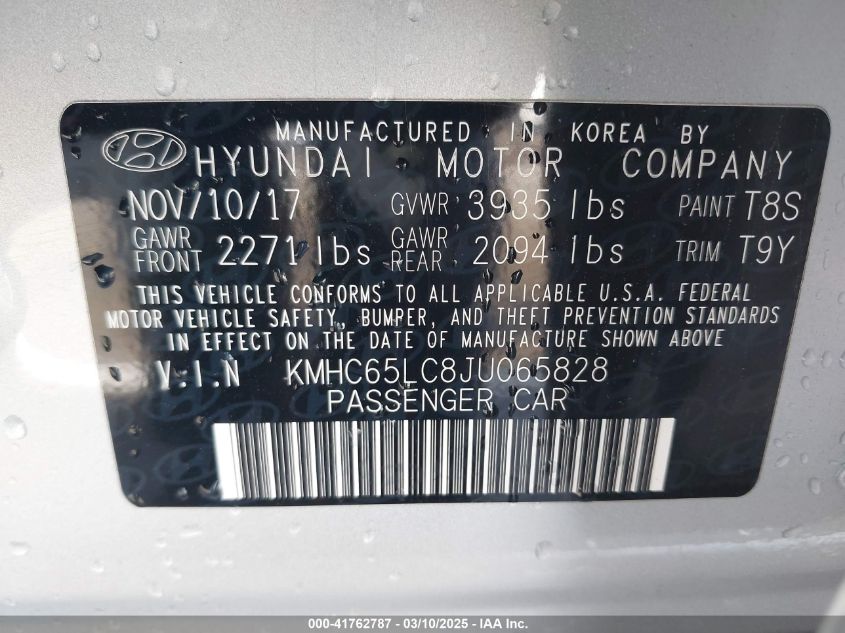 MANUFACTURED IN KOREA BY
HYUNDAI MOTOR COMPANY
NOV/10/17 GVWR 3935 lbs PAINT T8S
GAWR FRONT 2271 lbs GAWR REAR 2094 lbs TRIM T9Y
THIS VEHICLE CONFORMS TO ALL APPLICABLE U.S.A. FEDERAL
MOTOR VEHICLE SAFETY, BUMPER, AND THEFT PREVENTION STANDARDS
IN EFFECT ON THE DATE OF MANUFACTURE SHOWN ABOVE
V.I.N KMHC65LC8JU065828
PASSENGER CAR
000-41762787 - 03/10/2025 - IAA Inc.